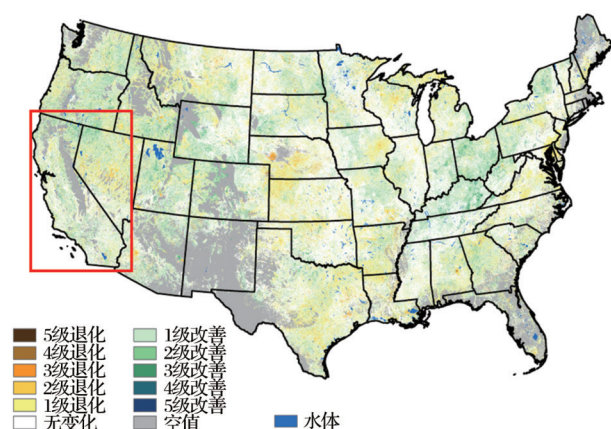 5级退化
4级退化
3级退化
2级退化
1级退化
无变化
1级改善
2级改善
3级改善
4级改善
5级改善
空值
水体